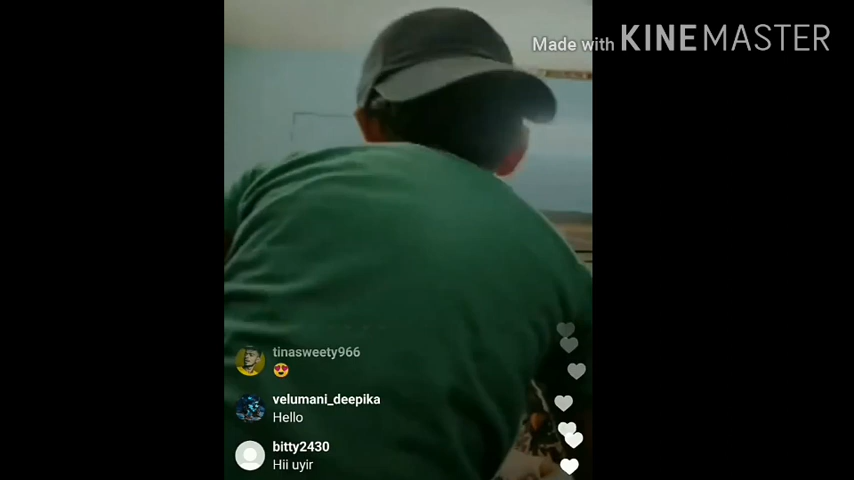 Made with KINEMASTER
tinasweety966
😍
velumani_deepika
Hello
bitty2430
Hii uyir